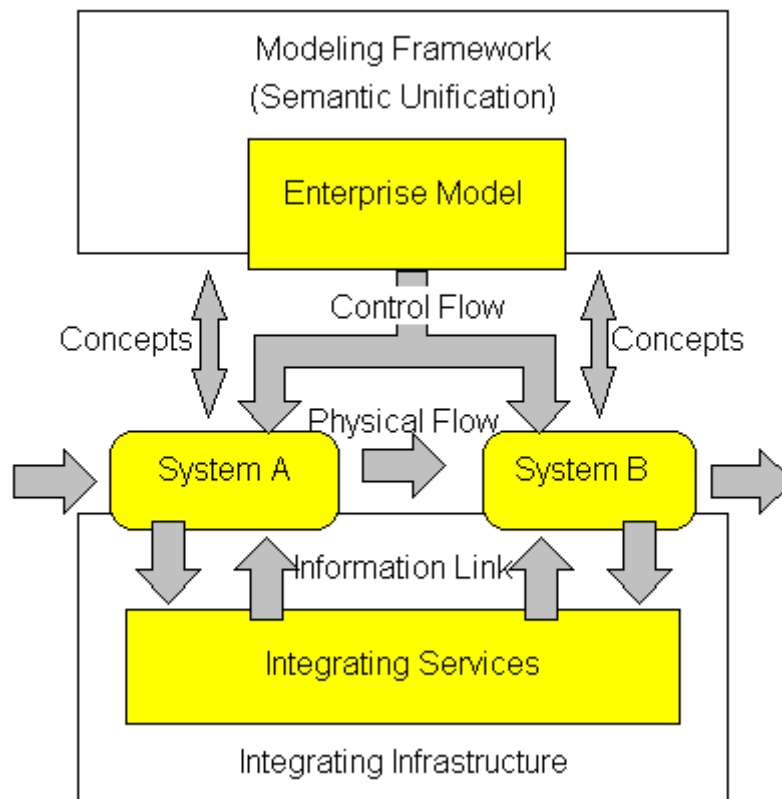 Modeling Framework
(Semantic Unification)
Enterprise Model
Control Flow
Concepts
Concepts
Physical Flow
System A
System B
Information Link
Integrating Services
Integrating Infrastructure